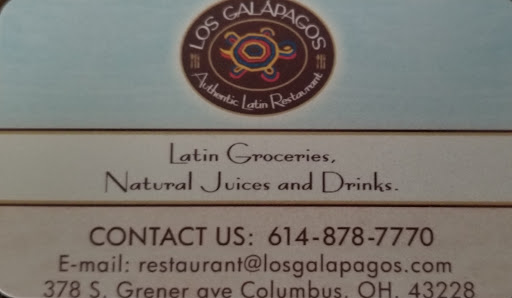 LOS GALÁPAGOS
Authentic Latin Restaurant
Latin Groceries,
Natural Juices and Drinks.
CONTACT US: 614-878-7770
E-mail: restaurant@losgalapagos.com
378 S. Grener ave Columbus, OH, 43228